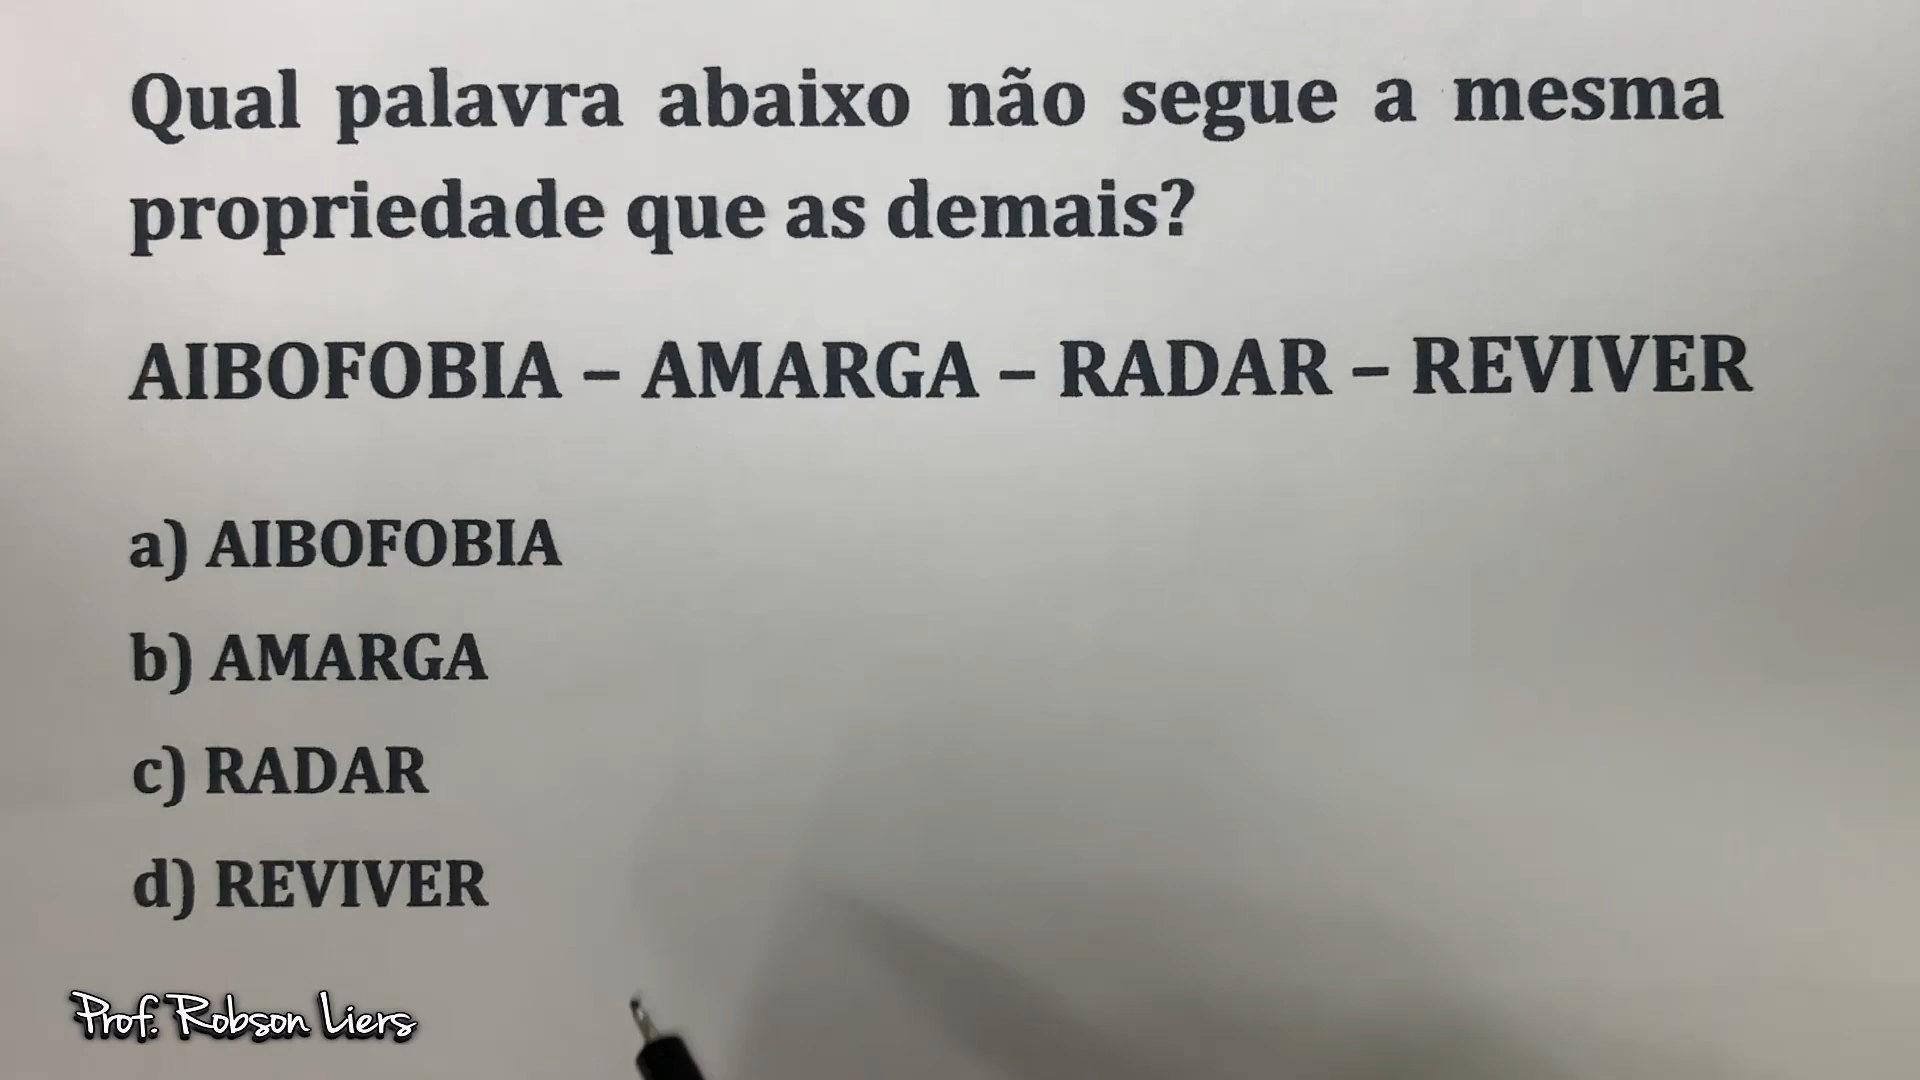 Qual palavra abaixo não segue a mesma
propriedade que as demais?
AIBOFOBIA – AMARGA – RADAR – REVIVER
a) AIBOFOBIA
b) AMARGA
c) RADAR
d) REVIVER
Prof. Robson Liers